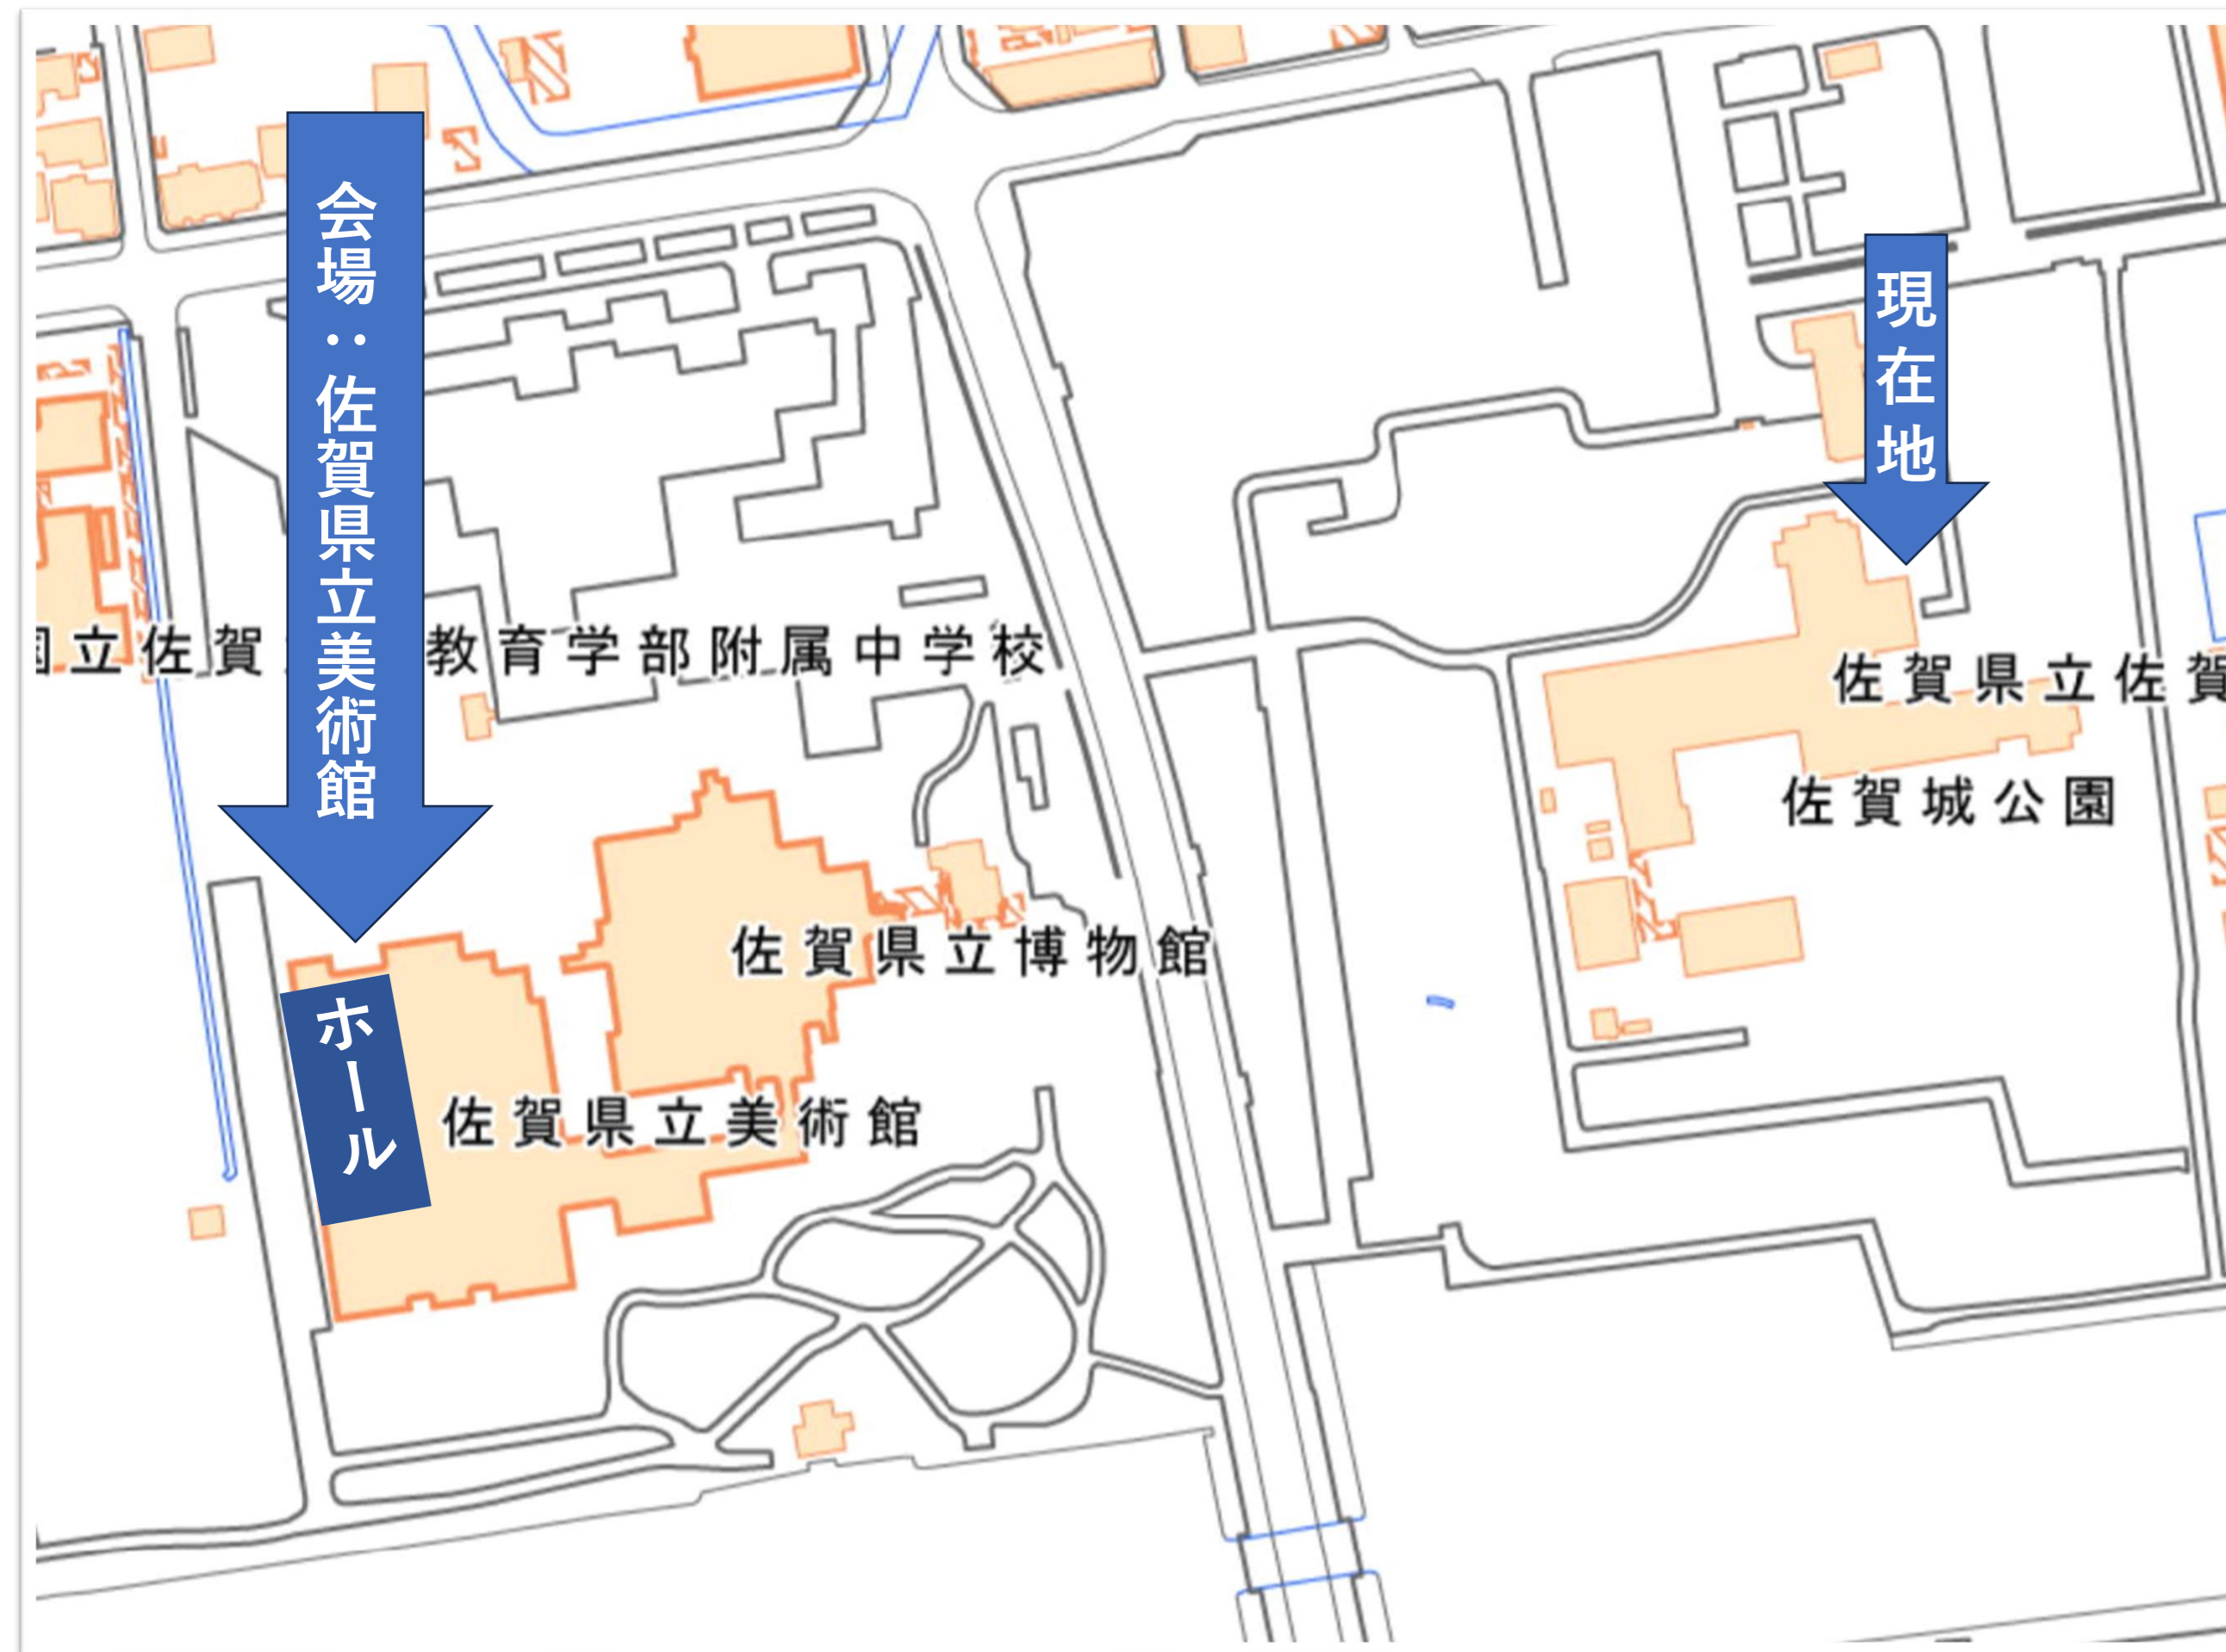 会場：佐賀県立美術館
現在地
国立佐賀
教育学部附属中学校
佐賀県立佐賀
佐賀城公園
佐賀県立博物館
ホール
佐賀県立美術館